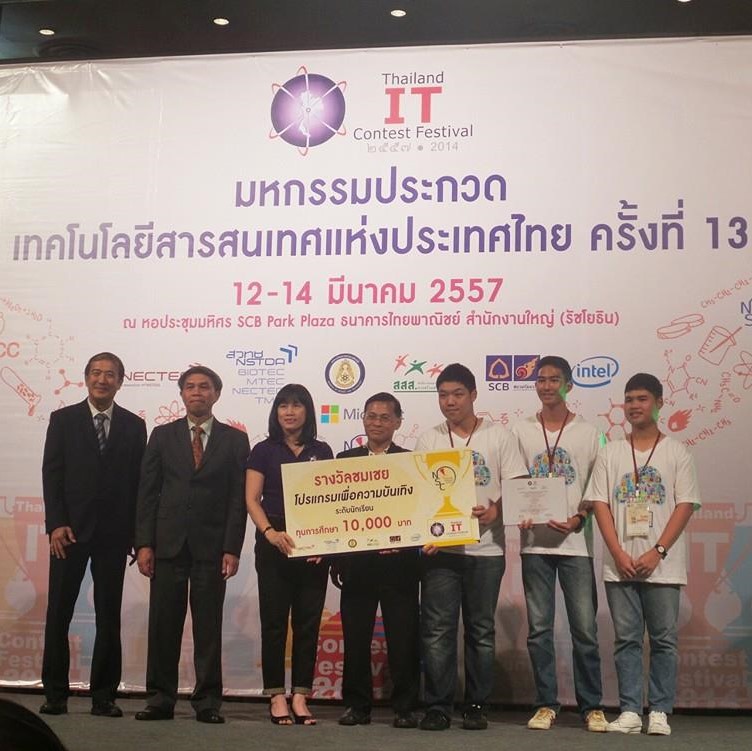 Thailand
IT
Contest Festival
๒๕๕๗ • 2014
มหกรรมประกวด
เทคโนโลยีสารสนเทศแห่งประเทศไทย ครั้งที่ 13
12-14 มีนาคม 2557
ณ หอประชุมมหิศร SCB Park Plaza ธนาคารไทยพาณิชย์ สำนักงานใหญ่ (รัชโยธิน)
NECTEC
สวทช
NSTDA
BIOTEC
MTEC
NECTEC
สสส
SCB
intel
รางวัลชมเชย
โปรแกรมเพื่อความบันเทิง
ระดับนักเรียน
ทุนการศึกษา 10,000 บาท
NSC
Thailand
IT
Contest
Festival
Contest